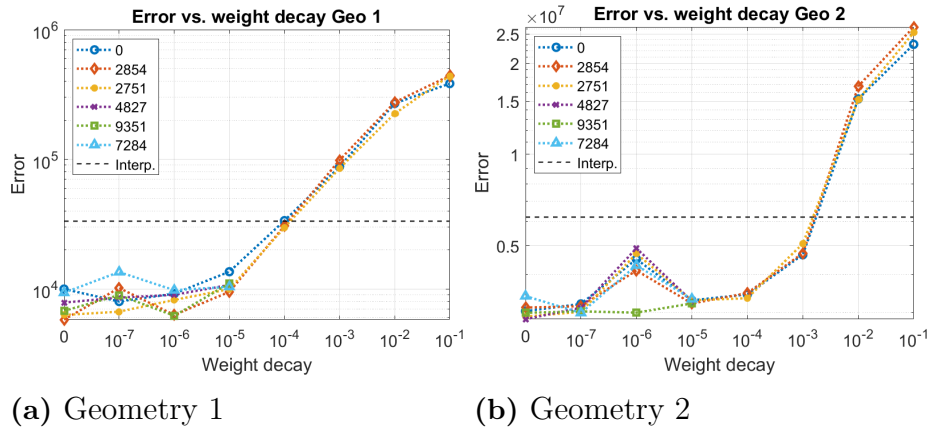 Error vs. weight decay Geo 1
10^6
10^5
10^4
Error
0
2854
2751
4827
9351
7284
Interp.
0 10^-7 10^-6 10^-5 10^-4 10^-3 10^-2 10^-1
Weight decay
(a) Geometry 1
Error vs. weight decay Geo 2
×10^7
2.5
2
1.5
1
0.5
Error
0
2854
2751
4827
9351
7284
Interp.
0 10^-7 10^-6 10^-5 10^-4 10^-3 10^-2 10^-1
Weight decay
(b) Geometry 2